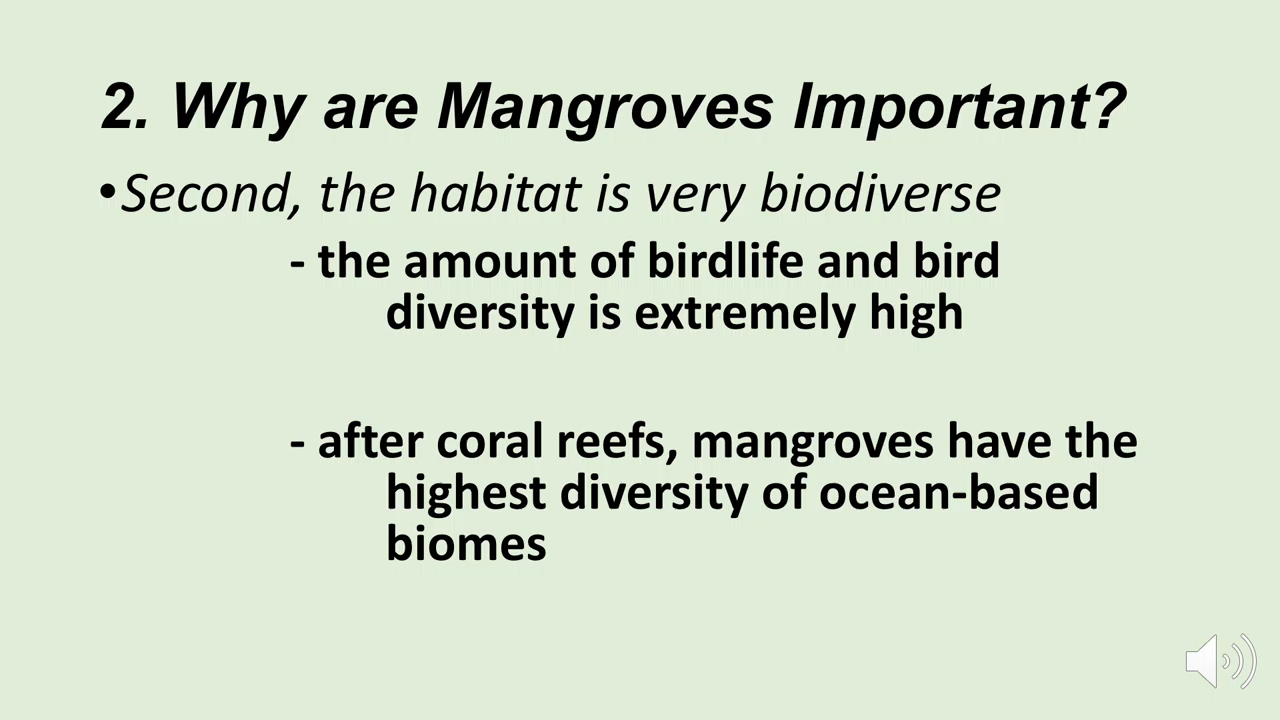 2. Why are Mangroves Important?
•Second, the habitat is very biodiverse
- the amount of birdlife and bird
diversity is extremely high
- after coral reefs, mangroves have the
highest diversity of ocean-based
biomes